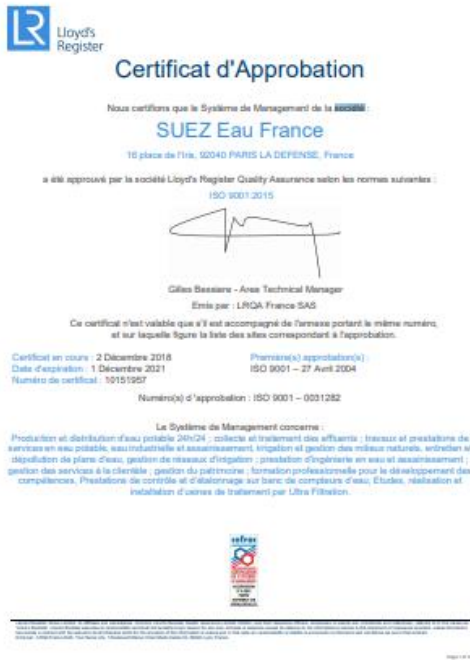 LR
Lloyd's
Register
Certificat d'Approbation
Nous certifions que le Système de Management de la société :
SUEZ Eau France
16 place de l'Iris, 92040 PARIS LA DEFENSE, France
a été approuvé par la société Lloyd's Register Quality Assurance selon les normes suivantes :
ISO 9001:2015
Gilles Bessiere - Area Technical Manager
Emis par : LRQA France SAS
Ce certificat n'est valable que s'il est accompagné de l'annexe portant le même numéro,
et sur laquelle figure la liste des sites correspondant à l'approbation.
Certificat en cours : 2 Décembre 2018
Date d'expiration : 1 Décembre 2021
Numéro de certificat : 10151957
Première(s) approbation(s) :
ISO 9001 – 27 Avril 2004
Numéro(s) d'approbation : ISO 9001 – 0031282
Le Système de Management concerne :
Production et distribution d'eau potable 24h/24 ; collecte et traitement des effluents ; travaux et prestations de
services en eau potable, eau industrielle et assainissement, irrigation et gestion des milieux naturels, entretien et
dépollution de plans d'eau, gestion de réseaux d'irrigation ; prestation d'ingénierie en eau et assainissement ;
gestion des services à la clientèle ; gestion du patrimoine ; formation professionnelle pour le développement des
compétences, Prestations de contrôle et d'étalonnage sur banc de compteurs d'eau, Etudes, réalisation et
installation d'usines de traitement par Ultra Filtration.
cofrac